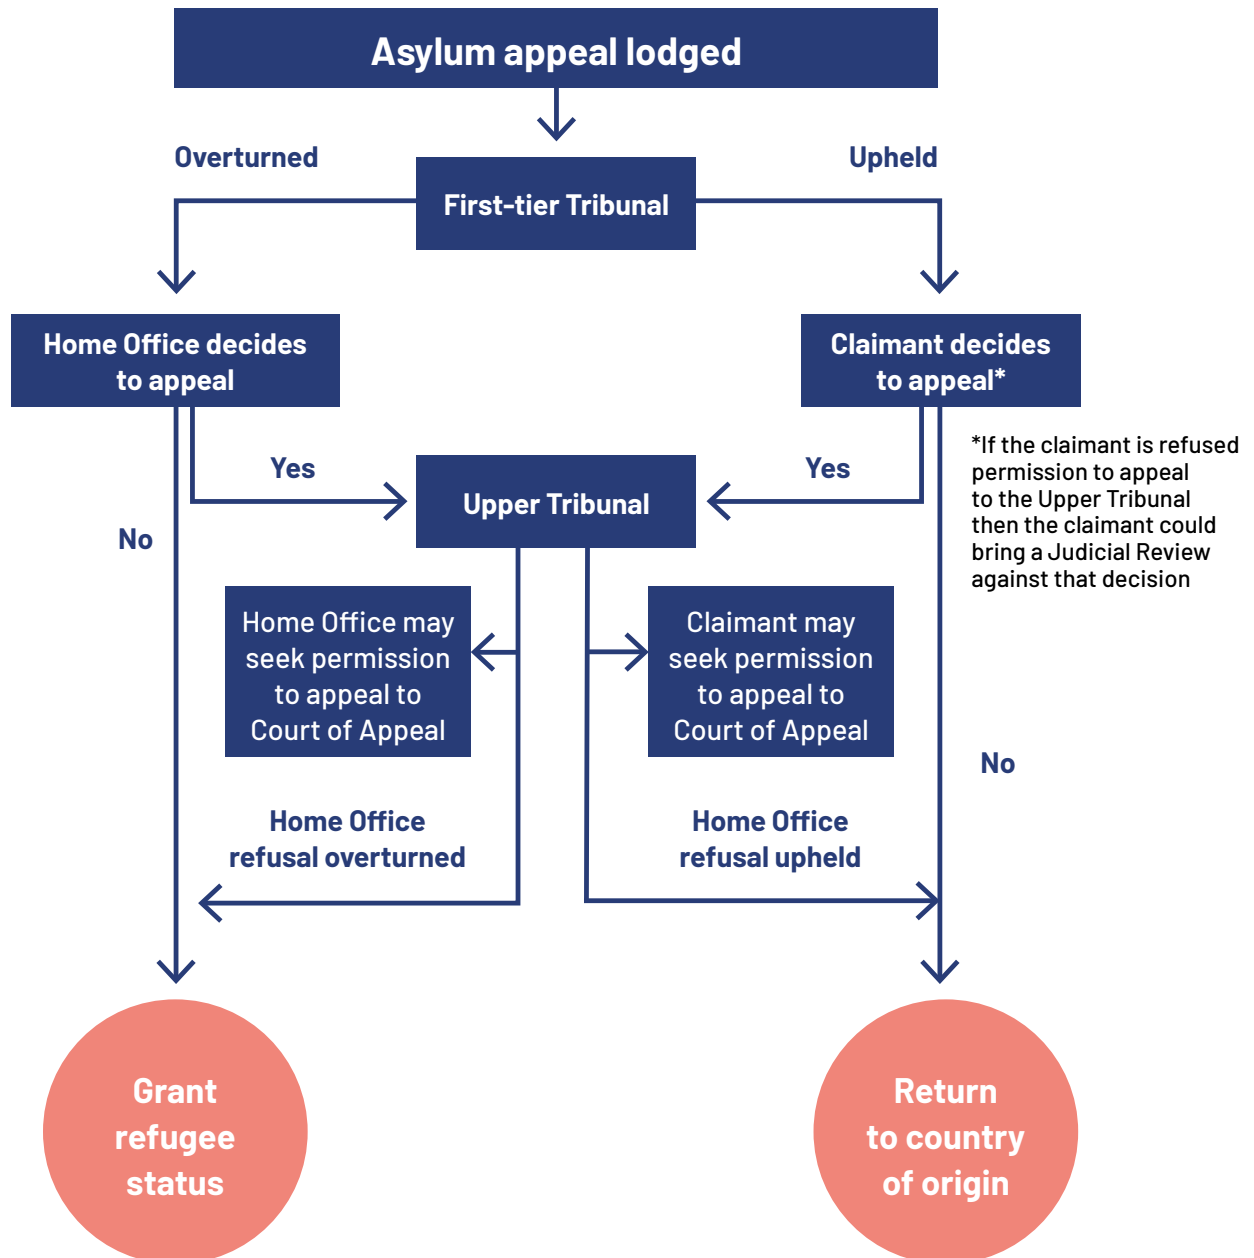 Asylum appeal lodged
Overturned
Upheld
First-tier Tribunal
Home Office decides
to appeal
Claimant decides
to appeal*
*If the claimant is refused
permission to appeal
to the Upper Tribunal
then the claimant could
bring a Judicial Review
against that decision
Yes
Yes
Upper Tribunal
No
Home Office may
seek permission
to appeal to
Court of Appeal
Claimant may
seek permission
to appeal to
Court of Appeal
No
Home Office
refusal overturned
Home Office
refusal upheld
Grant
refugee
status
Return
to country
of origin